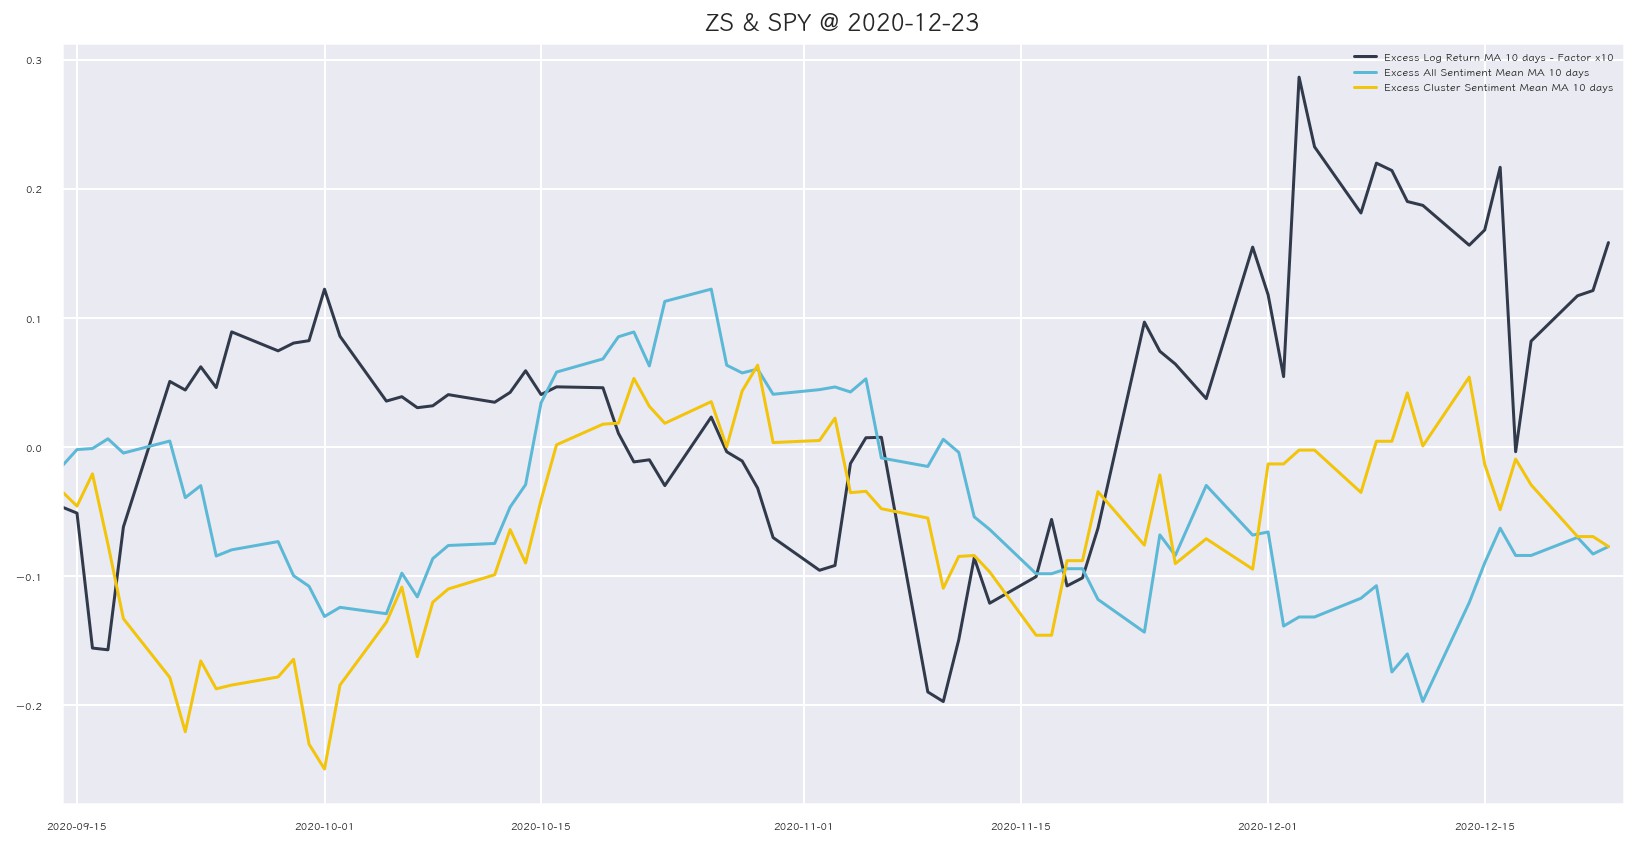 ZS & SPY @ 2020-12-23
0.3
0.2
0.1
0.0
−0.1
−0.2
Excess Log Return MA 10 days - Factor x10
Excess All Sentiment Mean MA 10 days
Excess Cluster Sentiment Mean MA 10 days
2020-09-15 2020-10-01 2020-10-15 2020-11-01 2020-11-15 2020-12-01 2020-12-15